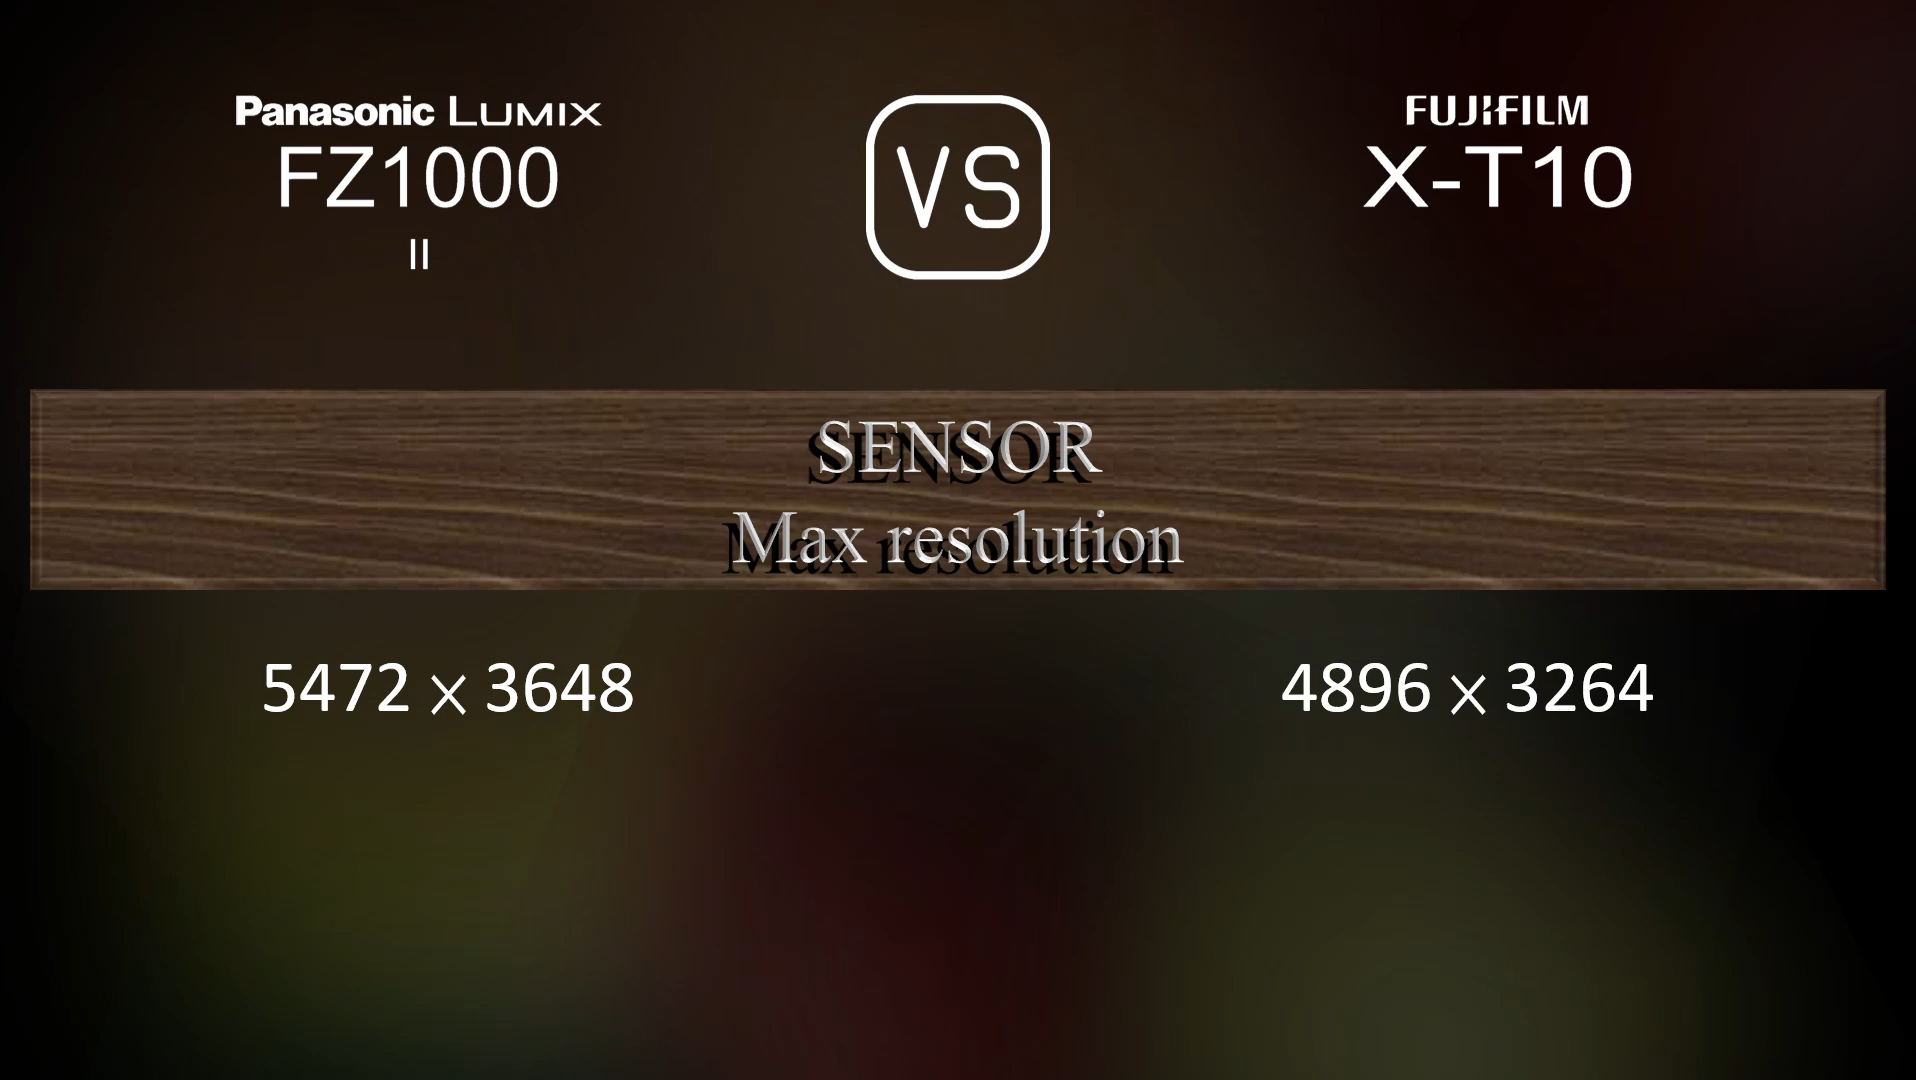 Panasonic LUMIX
FZ1000
II
VS
FUJIFILM
X-T10
SENSOR
Max resolution
5472 x 3648
4896 x 3264